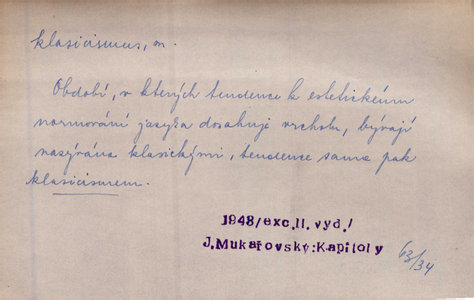 klasicismus, m.
Období, v kterých tendence k estetickému
normování jazyka dosahuje vrcholu, bývají
nazývána klasickými, tendence sama pak
klasicismem.
1948/exc.II.vyd./
J.Mukařovský:Kapitoly
63/34